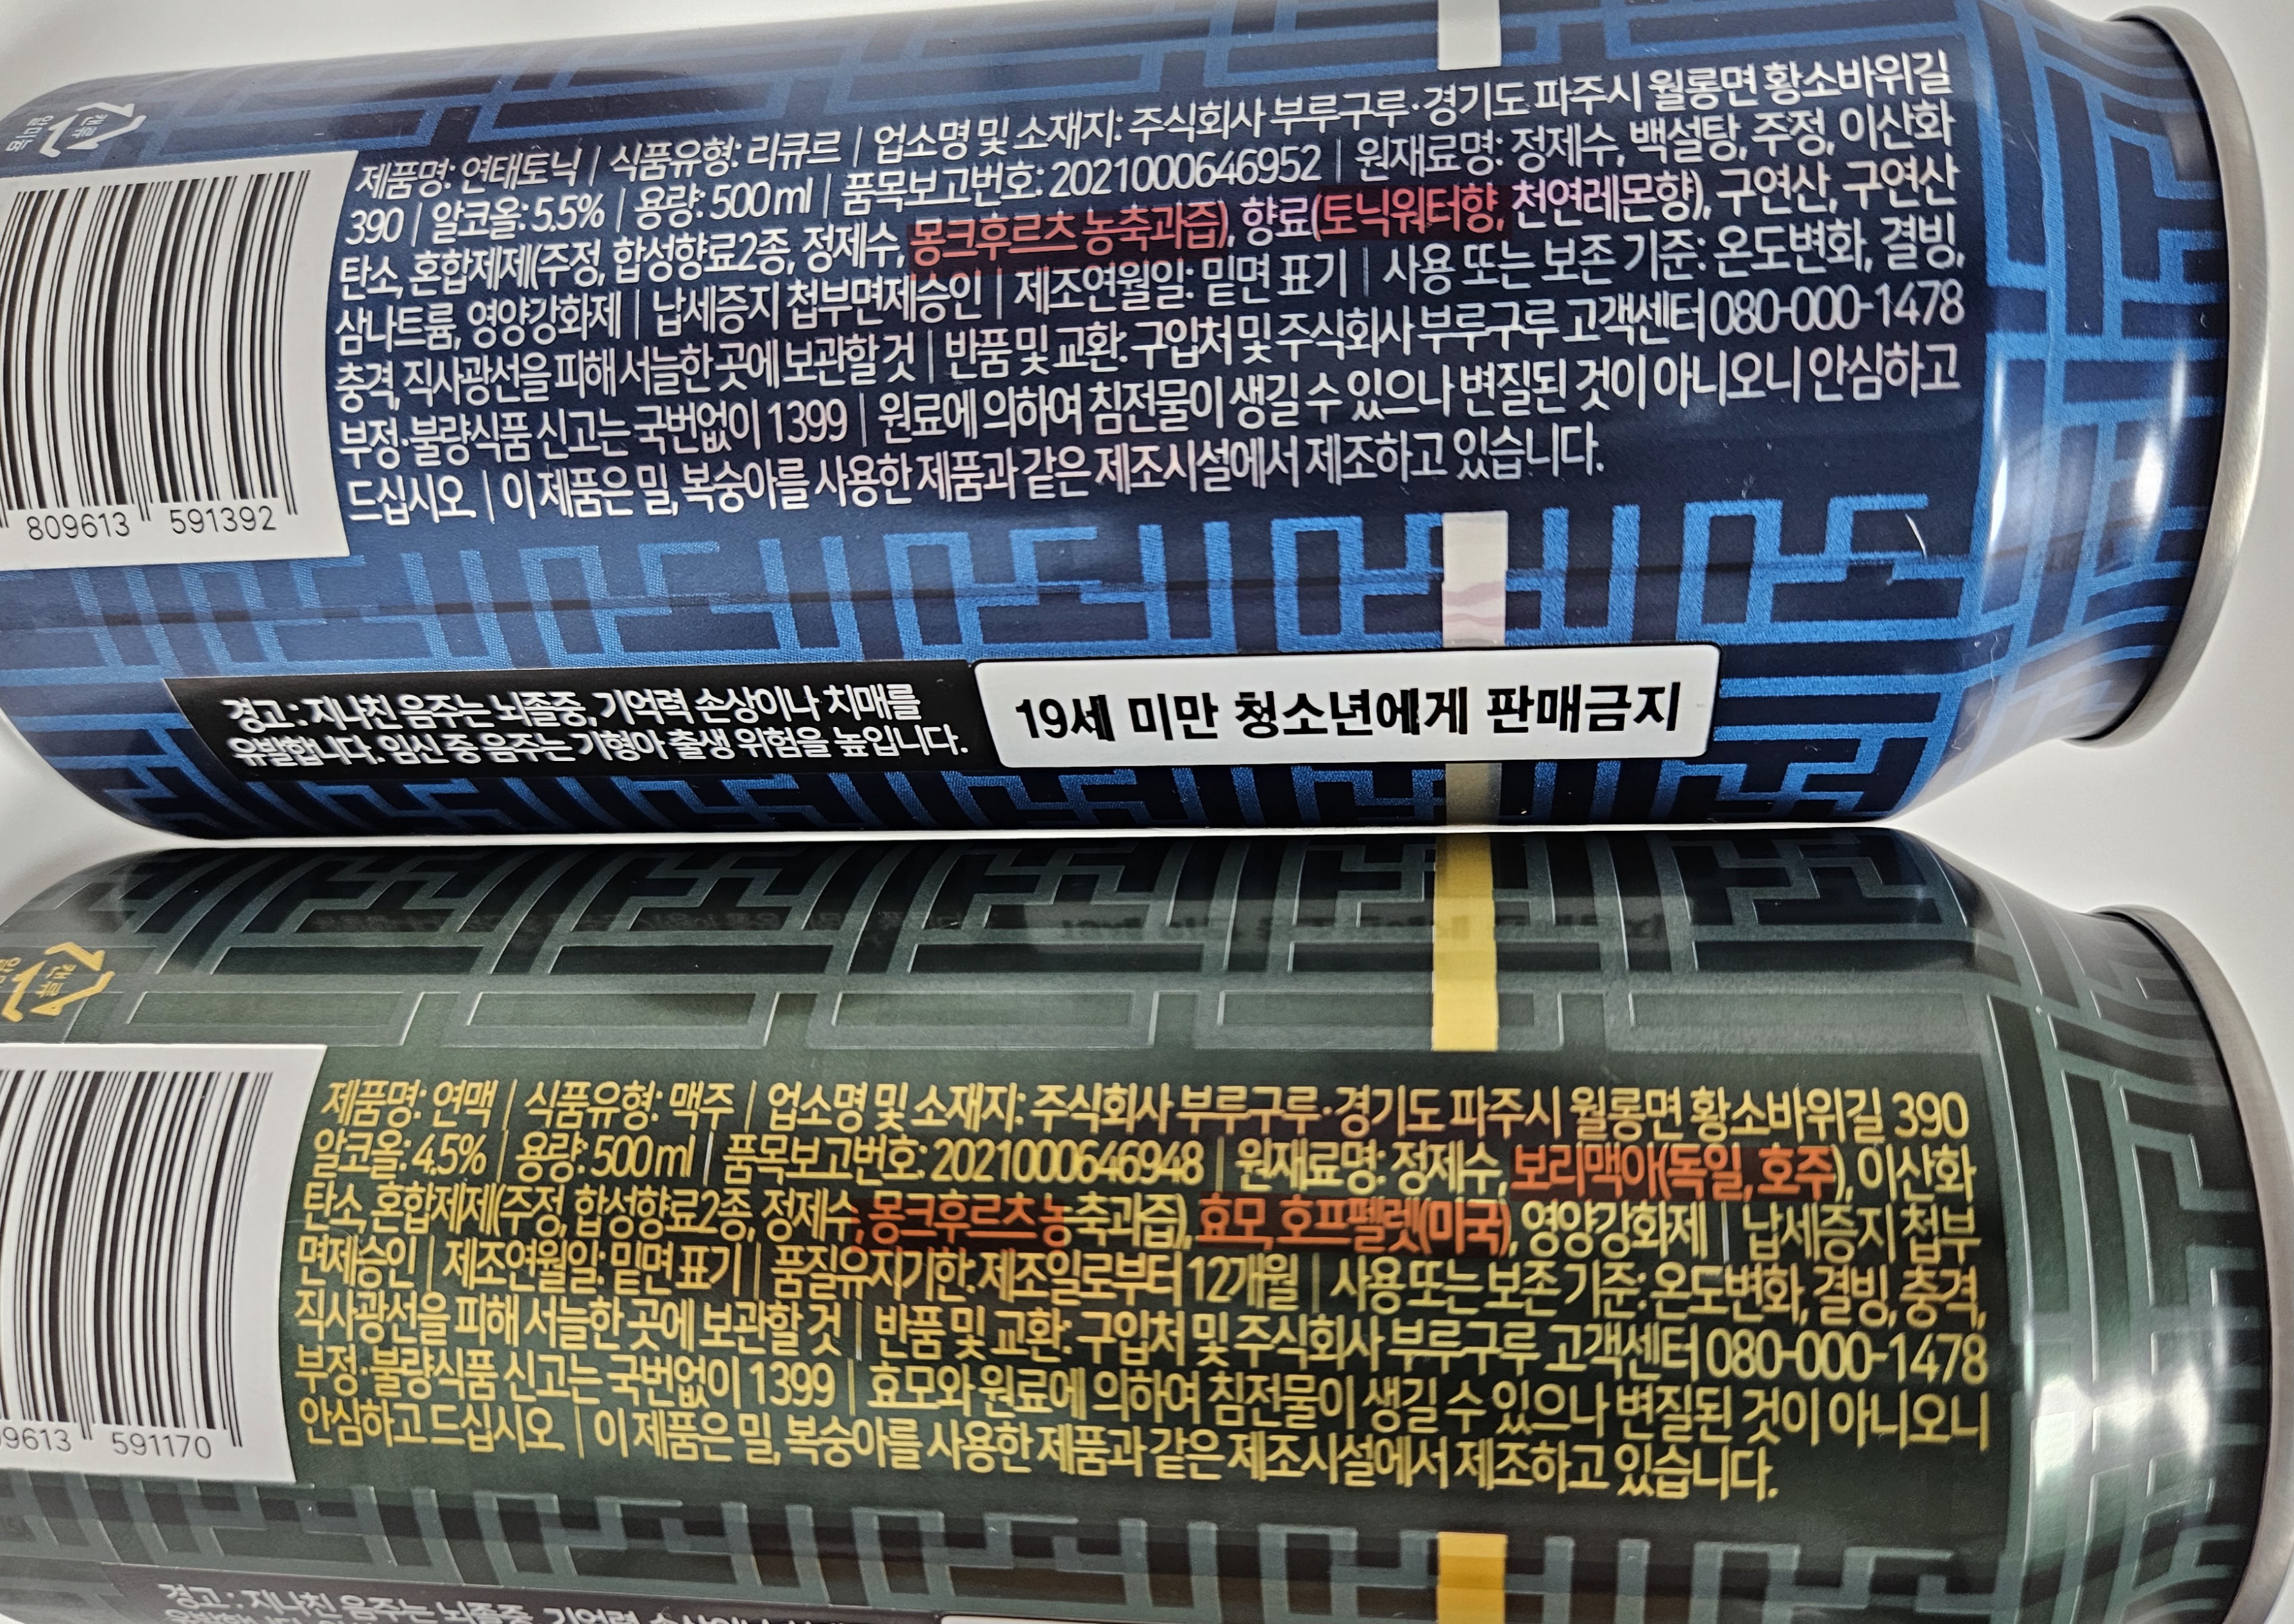 제품명: 연태토닉 | 식품유형: 리큐르 | 업소명 및 소재지: 주식회사 부루구루·경기도 파주시 월롱면 황소바위길
390 | 알코올: 5.5% | 용량: 500ml | 품목보고번호: 2021000646952 | 원재료명: 정제수, 백설탕, 주정, 이산화
탄소, 혼합제제(주정, 합성향료2종, 정제수, 몽크후르츠 농축과즙), 향료(토닉워터향, 천연레몬향), 구연산, 구연산
삼나트륨, 영양강화제 | 납세증지 첩부면제승인 | 제조연월일: 밑면 표기 | 사용 또는 보존 기준: 온도변화, 결빙,
충격, 직사광선을 피해 서늘한 곳에 보관할 것 | 반품 및 교환: 구입처 및 주식회사 부루구루 고객센터 080-000-1478
부정·불량식품 신고는 국번없이 1399 | 원료에 의하여 침전물이 생길 수 있으나 변질된 것이 아니오니 안심하고
드십시오. | 이 제품은 밀, 복숭아를 사용한 제품과 같은 제조시설에서 제조하고 있습니다.
809613 591392
경고 : 지나친 음주는 뇌졸중, 기억력 손상이나 치매를
유발합니다. 임신 중 음주는 기형아 출생 위험을 높입니다.
19세 미만 청소년에게 판매금지
캔류
제품명: 연맥 | 식품유형: 맥주 | 업소명 및 소재지: 주식회사 부루구루·경기도 파주시 월롱면 황소바위길 390
알코올: 4.5% | 용량: 500ml | 품목보고번호: 2021000646948 | 원재료명: 정제수, 보리맥아(독일, 호주), 이산화
탄소, 혼합제제(주정, 합성향료2종, 정제수, 몽크후르츠 농축과즙), 효모, 호프펠렛(미국), 영양강화제 | 납세증지 첩부
면제승인 | 제조연월일: 밑면 표기 | 품질유지기한: 제조일로부터 12개월 | 사용 또는 보존 기준: 온도변화, 결빙, 충격,
직사광선을 피해 서늘한 곳에 보관할 것 | 반품 및 교환: 구입처 및 주식회사 부루구루 고객센터 080-000-1478
부정·불량식품 신고는 국번없이 1399 | 효모와 원료에 의하여 침전물이 생길 수 있으나 변질된 것이 아니오니
안심하고 드십시오. | 이 제품은 밀, 복숭아를 사용한 제품과 같은 제조시설에서 제조하고 있습니다.
9613 591170
캔류
경고 : 지나친 음주는 뇌졸중, 기억력 손상이나